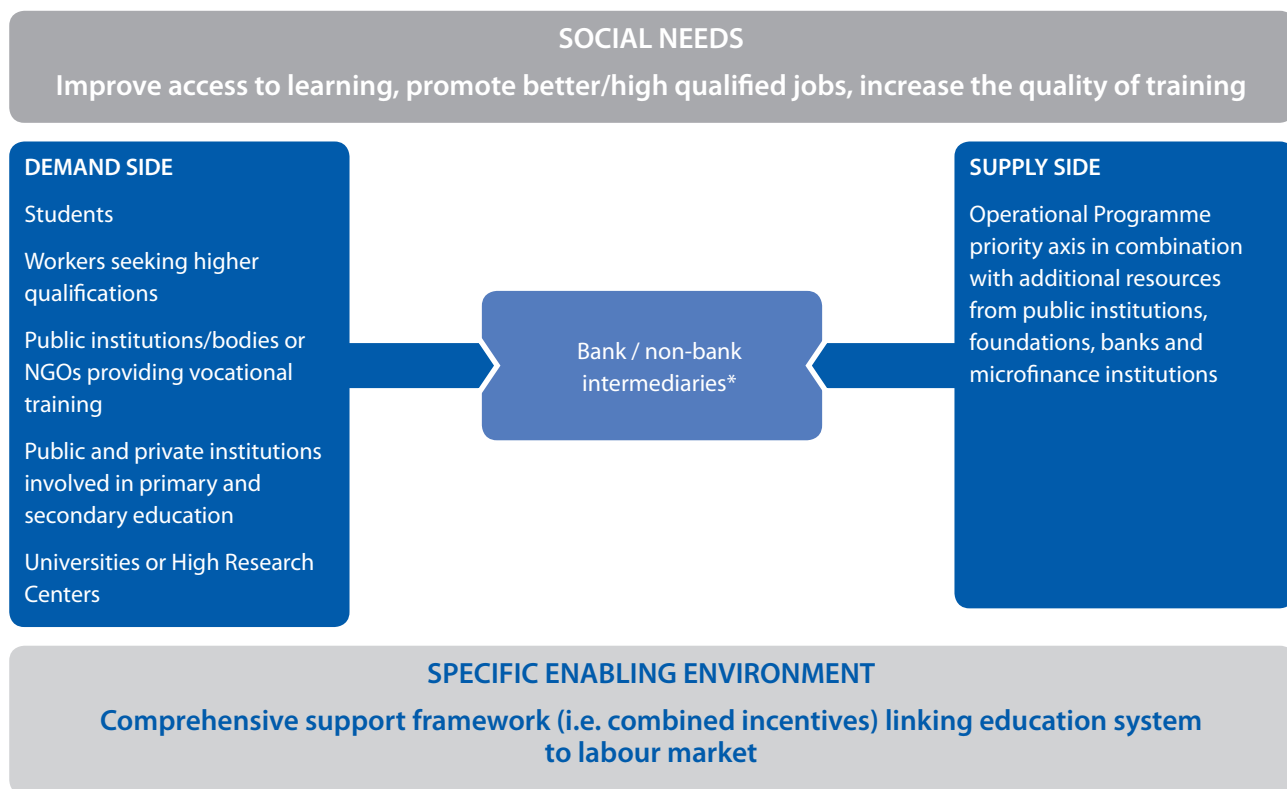 SOCIAL NEEDS
Improve access to learning, promote better/high qualified jobs, increase the quality of training
DEMAND SIDE
Students
Workers seeking higher
qualifications
Public institutions/bodies or
NGOs providing vocational
training
Public and private institutions
involved in primary and
secondary education
Universities or High Research
Centers
Bank / non-bank
intermediaries*
SUPPLY SIDE
Operational Programme
priority axis in combination
with additional resources
from public institutions,
foundations, banks and
microfinance institutions
SPECIFIC ENABLING ENVIRONMENT
Comprehensive support framework (i.e. combined incentives) linking education system
to labour market